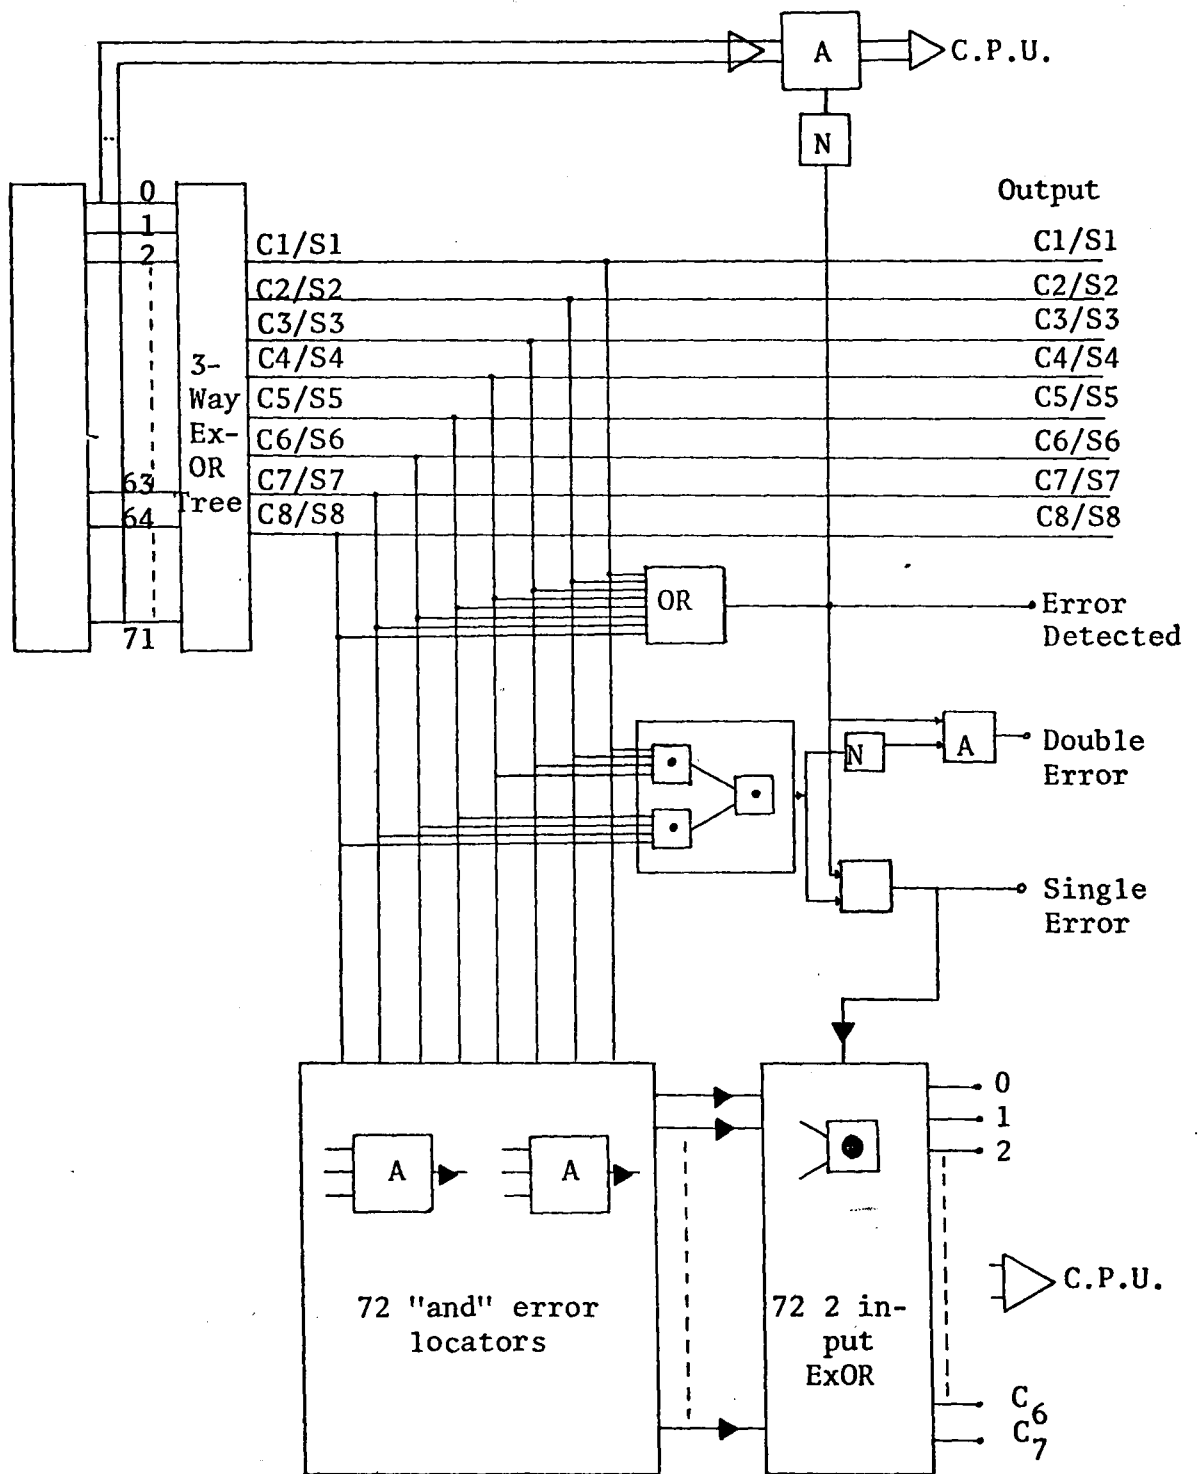 A
C.P.U.
N
Output
0
1
2
63
64
71
3-
Way
Ex-
OR
Tree
C1/S1
C2/S2
C3/S3
C4/S4
C5/S5
C6/S6
C7/S7
C8/S8
C1/S1
C2/S2
C3/S3
C4/S4
C5/S5
C6/S6
C7/S7
C8/S8
OR
Error
Detected
N
A
Double
Error
Single
Error
A
A
72 "and" error
locators
72 2 in-
put
ExOR
0
1
2
C.P.U.
C6
C7